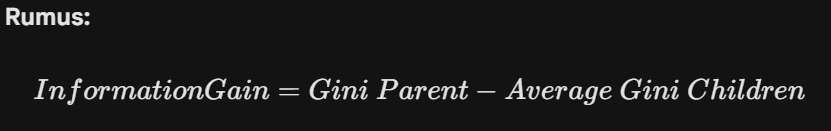 Rumus:
InformationGain = Gini Parent − Average Gini Children